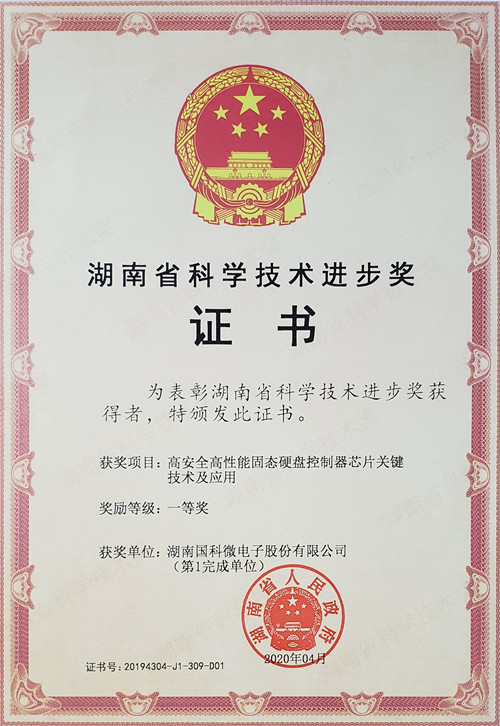 湖南省科学技术进步奖
证书
为表彰湖南省科学技术进步奖获
得者，特颁发此证书。
获奖项目：高安全高性能固态硬盘控制器芯片关键
技术及应用
奖励等级：一等奖
获奖单位：湖南国科微电子股份有限公司
（第1完成单位）
湖南省人民政府
2020年04月
证书号：20194304-J1-309-D01